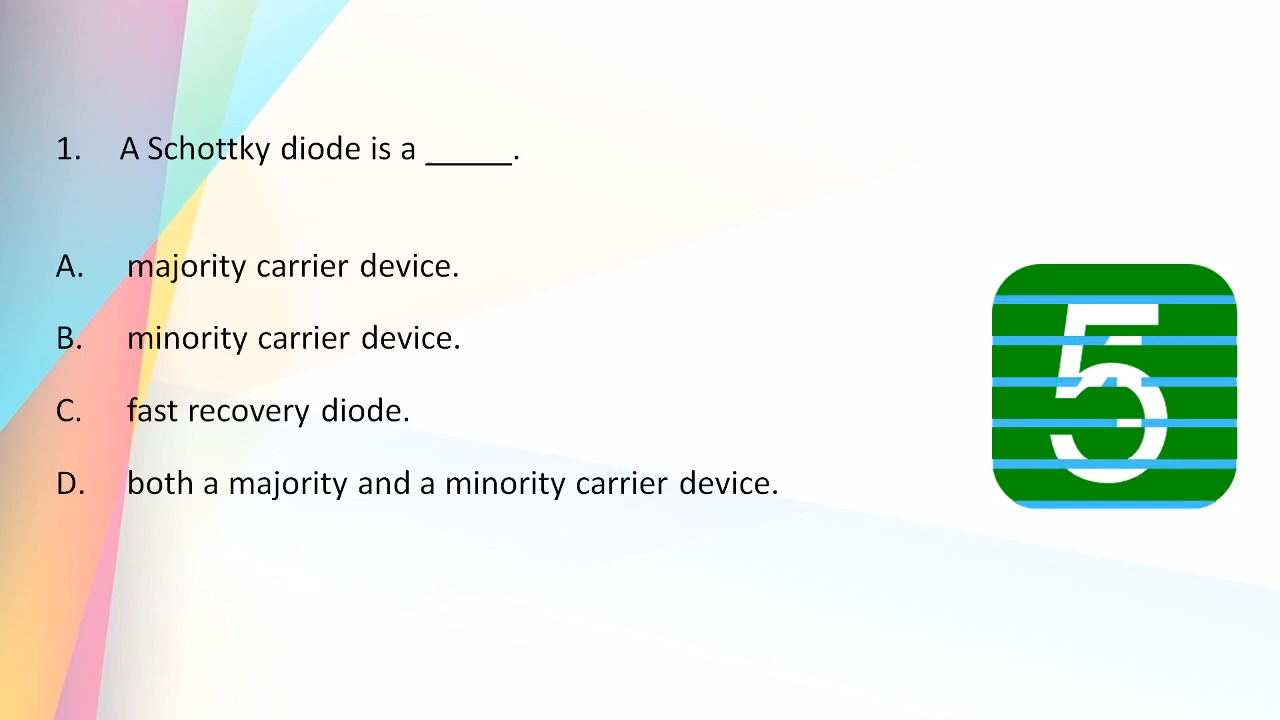 1. A Schottky diode is a _____.
A. majority carrier device.
B. minority carrier device.
C. fast recovery diode.
D. both a majority and a minority carrier device.
5